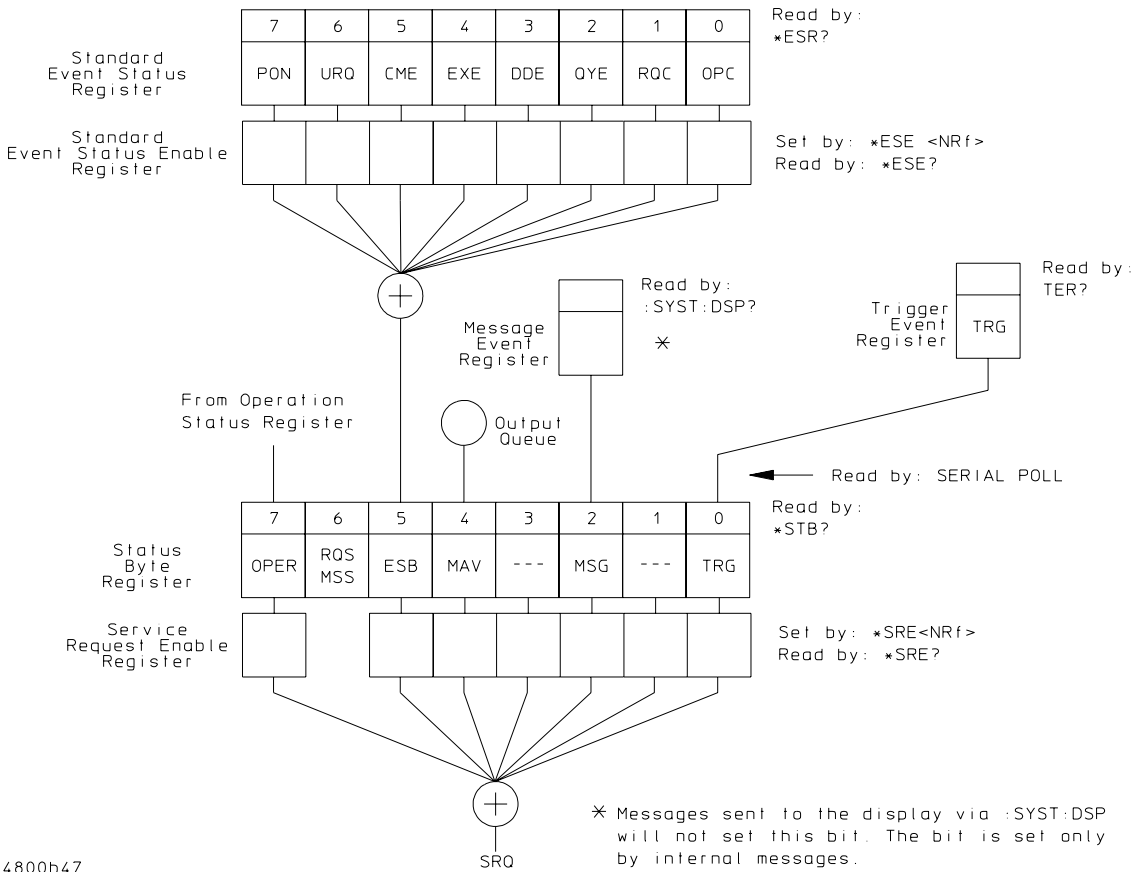 7 6 5 4 3 2 1 0
Read by:
*ESR?
Standard
Event Status
Register
PON URQ CME EXE DDE QYE RQC OPC
Standard
Event Status Enable
Register
Set by: *ESE <NRf>
Read by: *ESE?
Read by:
:SYST:DSP?
Message
Event
Register
*
Read by:
TER?
Trigger
Event
Register
TRG
From Operation
Status Register
Output
Queue
Read by: SERIAL POLL
7 6 5 4 3 2 1 0
Read by:
*STB?
Status
Byte
Register
OPER RQS MSS ESB MAV --- MSG --- TRG
Service
Request Enable
Register
Set by: *SRE<NRf>
Read by: *SRE?
SRQ
* Messages sent to the display via :SYST:DSP
will not set this bit. The bit is set only
by internal messages.
4800b47